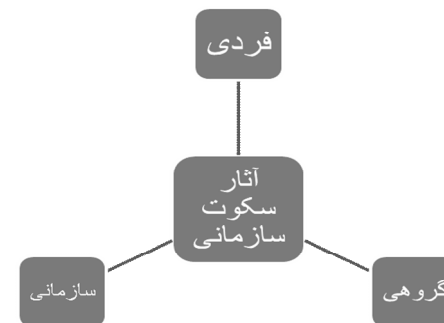 فردی
آثار
سکوت
سازمانی
سازمانی
گروهی